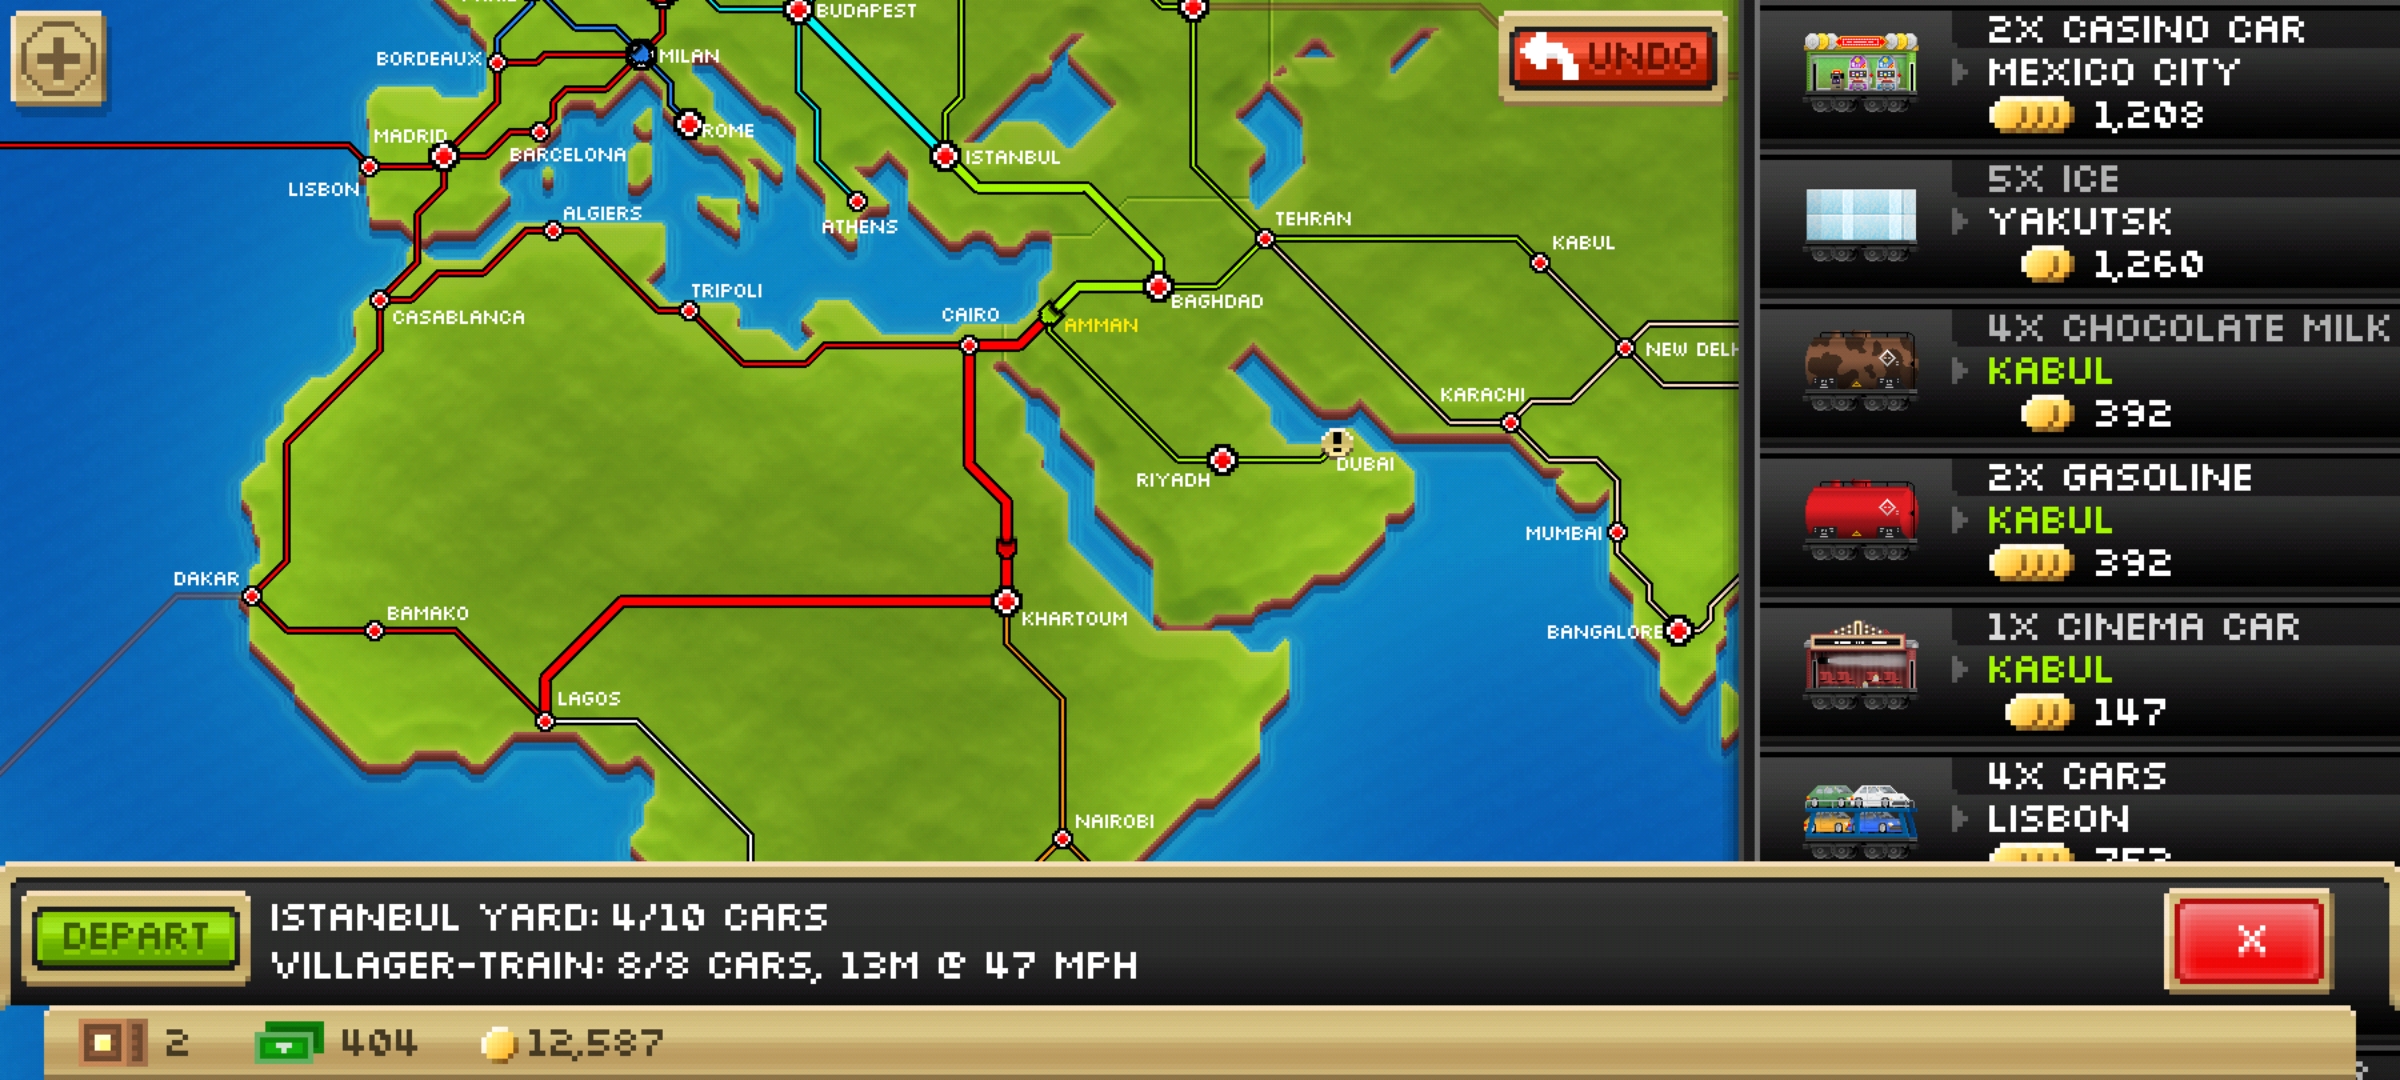 BUDAPEST
BORDEAUX
MILAN
UNDO
MADRID
ROME
BARCELONA
ISTANBUL
LISBON
ALGIERS
ATHENS
TEHRAN
KABUL
TRIPOLI
BAGHDAD
CASABLANCA
CAIRO
AMMAN
NEW DELH
KARACHI
RIYADH
DUBAI
MUMBAI
DAKAR
BAMAKO
KHARTOUM
BANGALORE
LAGOS
NAIROBI
2X CASINO CAR
MEXICO CITY
1,208
5X ICE
YAKUTSK
1,260
4X CHOCOLATE MILK
KABUL
392
2X GASOLINE
KABUL
392
1X CINEMA CAR
KABUL
147
4X CARS
LISBON
DEPART
ISTANBUL YARD: 4/10 CARS
VILLAGER-TRAIN: 8/8 CARS, 13M @ 47 MPH
X
2
404
12,587